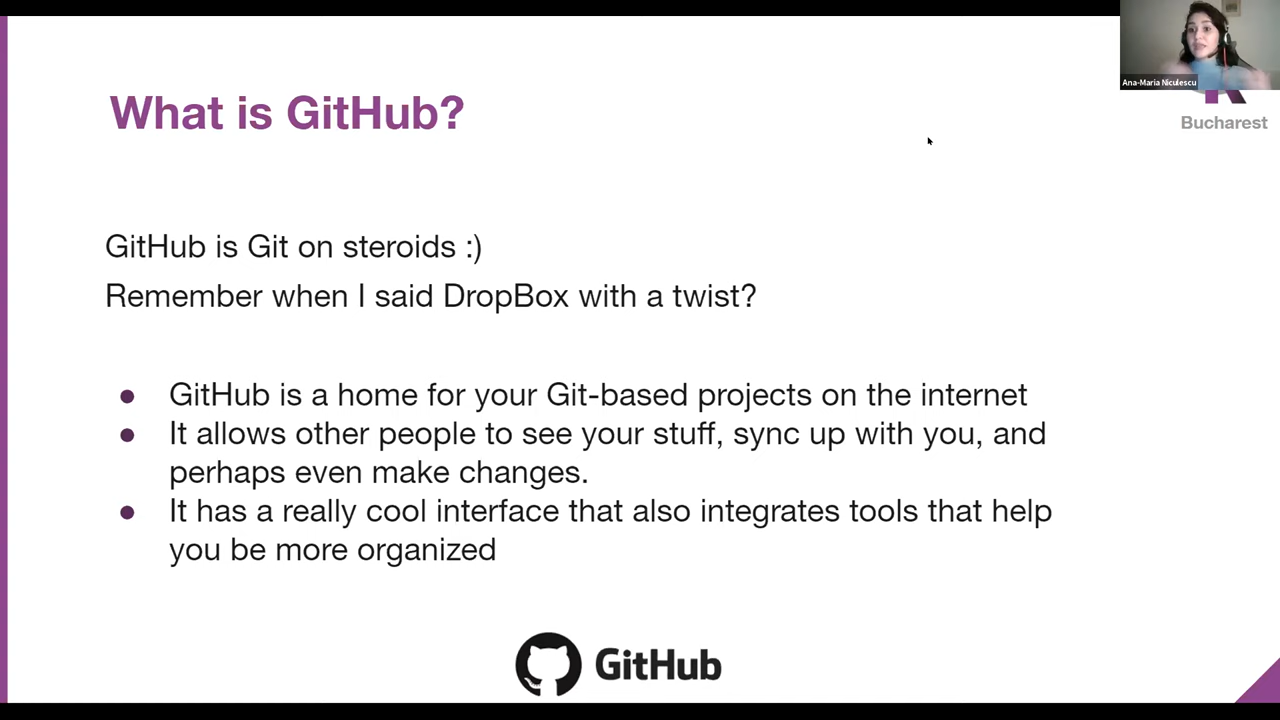 Ana-Maria Niculescu
Bucharest
What is GitHub?
GitHub is Git on steroids :)
Remember when I said DropBox with a twist?
● GitHub is a home for your Git-based projects on the internet
● It allows other people to see your stuff, sync up with you, and
perhaps even make changes.
● It has a really cool interface that also integrates tools that help
you be more organized
GitHub